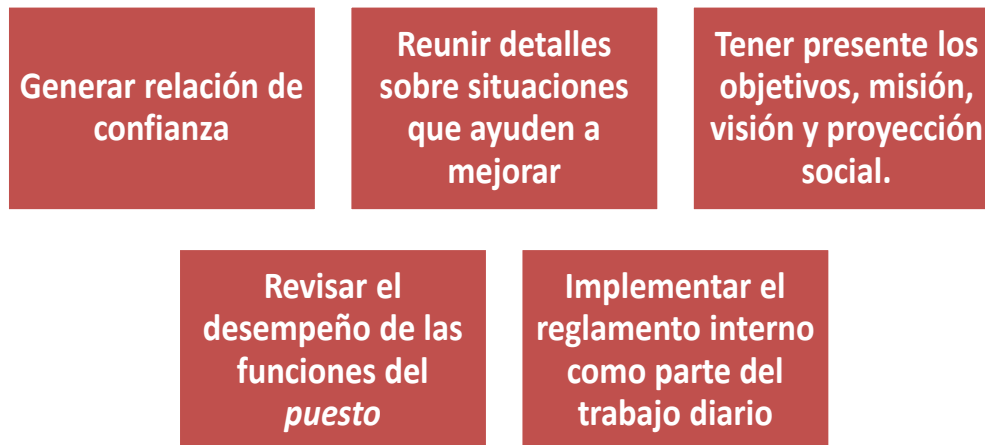 Generar relación de
confianza
Reunir detalles
sobre situaciones
que ayuden a
mejorar
Tener presente los
objetivos, misión,
visión y proyección
social.
Revisar el
desempeño de las
funciones del
puesto
Implementar el
reglamento interno
como parte del
trabajo diario